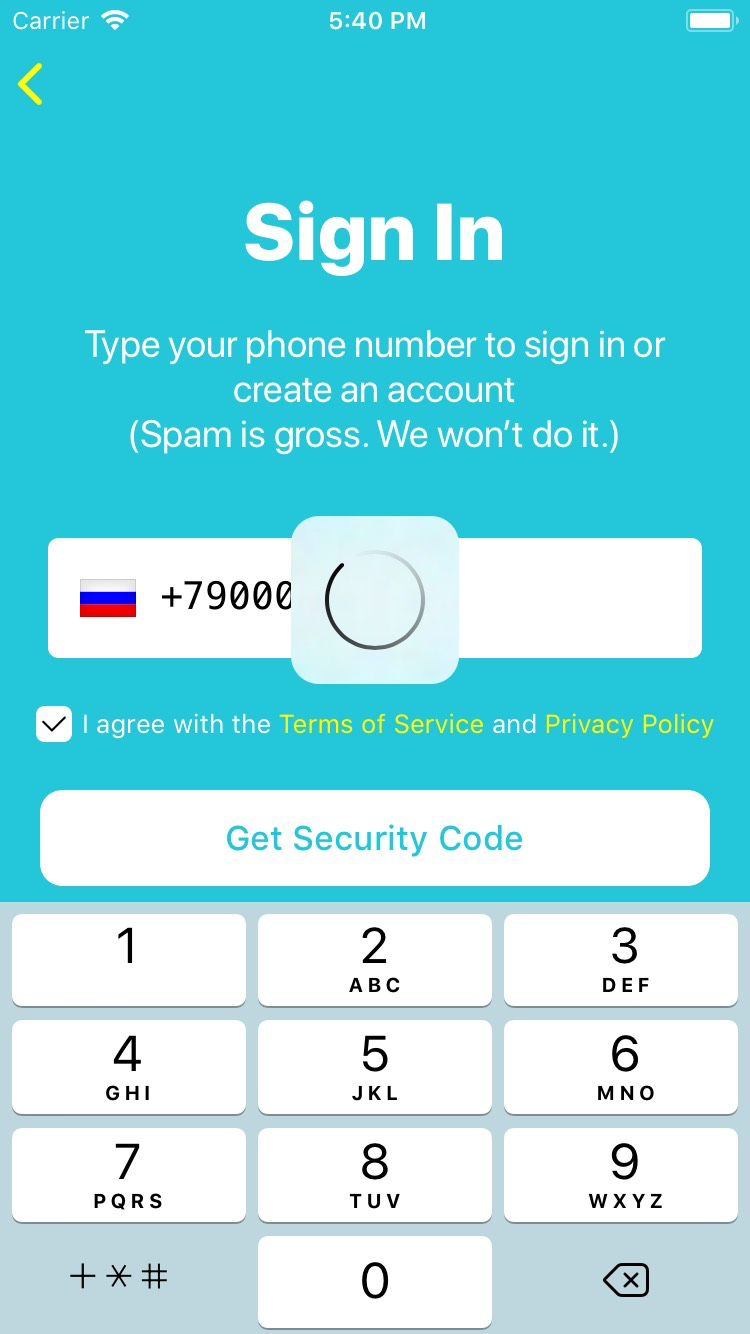 Carrier 5:40 PM
Sign In
Type your phone number to sign in or
create an account
(Spam is gross. We won’t do it.)
+79000
I agree with the Terms of Service and Privacy Policy
Get Security Code
1 2 3
ABC DEF
4 5 6
GHI JKL MNO
7 8 9
PQRS TUV WXYZ
+*# 0